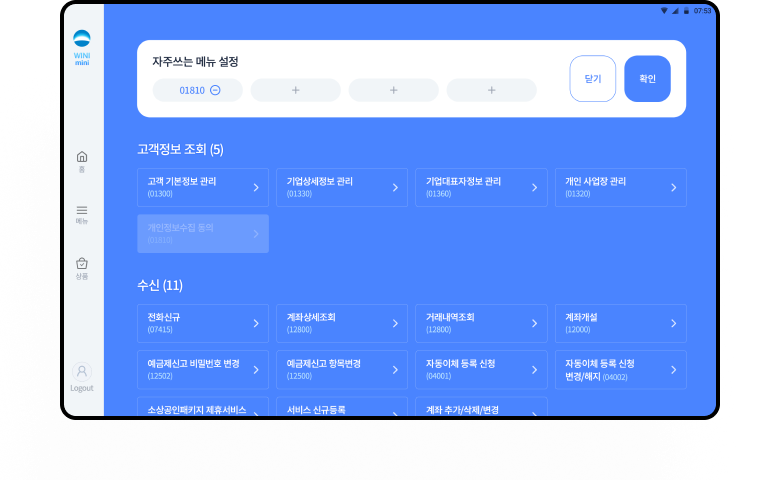 07:53
WINI
mini
홈
메뉴
상품
Logout
자주쓰는 메뉴 설정
01810
닫기
확인
고객정보 조회 (5)
고객 기본정보 관리
(01300)
기업상세정보 관리
(01330)
기업대표자정보 관리
(01360)
개인 사업장 관리
(01320)
개인정보수집 동의
수신 (11)
전화신규
(07415)
계좌상세조회
(12800)
거래내역조회
(12800)
계좌개설
(12000)
예금제신고 비밀번호 변경
(12502)
예금제신고 항목변경
(12500)
자동이체 등록 신청
(04001)
자동이체 등록 신청
변경/해지 (04002)
소상공인패키지 제휴서비스
서비스 신규등록
계좌 추가/삭제/변경